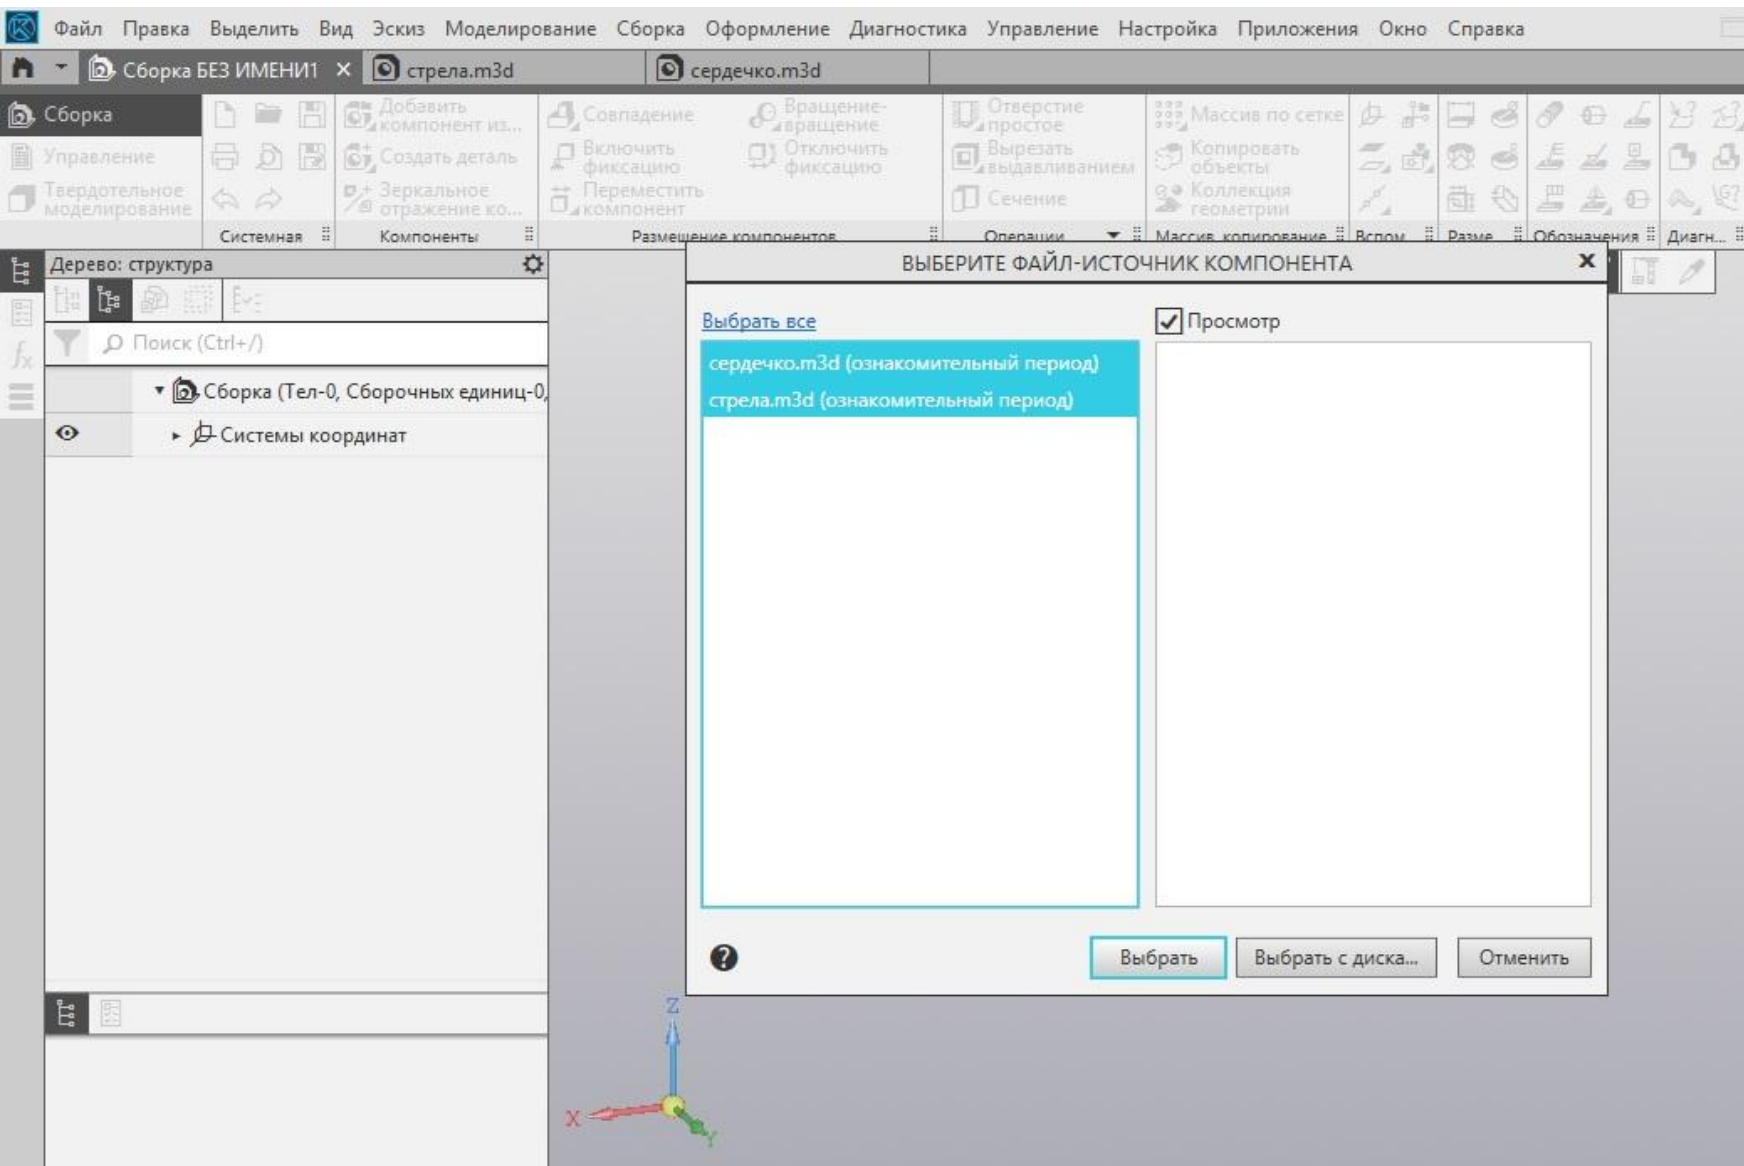 Файл Правка Выделить Вид Эскиз Моделирование Сборка Оформление Диагностика Управление Настройка Приложения Окно Справка
Сборка БЕЗ ИМЕНИ1 стрела.m3d сердечко.m3d
Сборка
Управление
Твердотельное
моделирование
Системная
Добавить
компонент из...
Создать деталь
Зеркальное
отражение ко...
Компоненты
Совпадение
Включить
фиксацию
Переместить
компонент
Вращение-
вращение
Отключить
фиксацию
Размещение компонентов
Отверстие
простое
Вырезать
выдавливанием
Сечение
Операции
Массив по сетке
Копировать
объекты
Коллекция
геометрии
Массив, копирование
Вспом...
Разме...
Обозначения
Диагн...
Дерево: структура
Поиск (Ctrl+/)
Сборка (Тел-0, Сборочных единиц-0,
Системы координат
ВЫБЕРИТЕ ФАЙЛ-ИСТОЧНИК КОМПОНЕНТА
Выбрать все
Просмотр
сердечко.m3d (ознакомительный период)
стрела.m3d (ознакомительный период)
Выбрать
Выбрать с диска...
Отменить
Z
X
Y